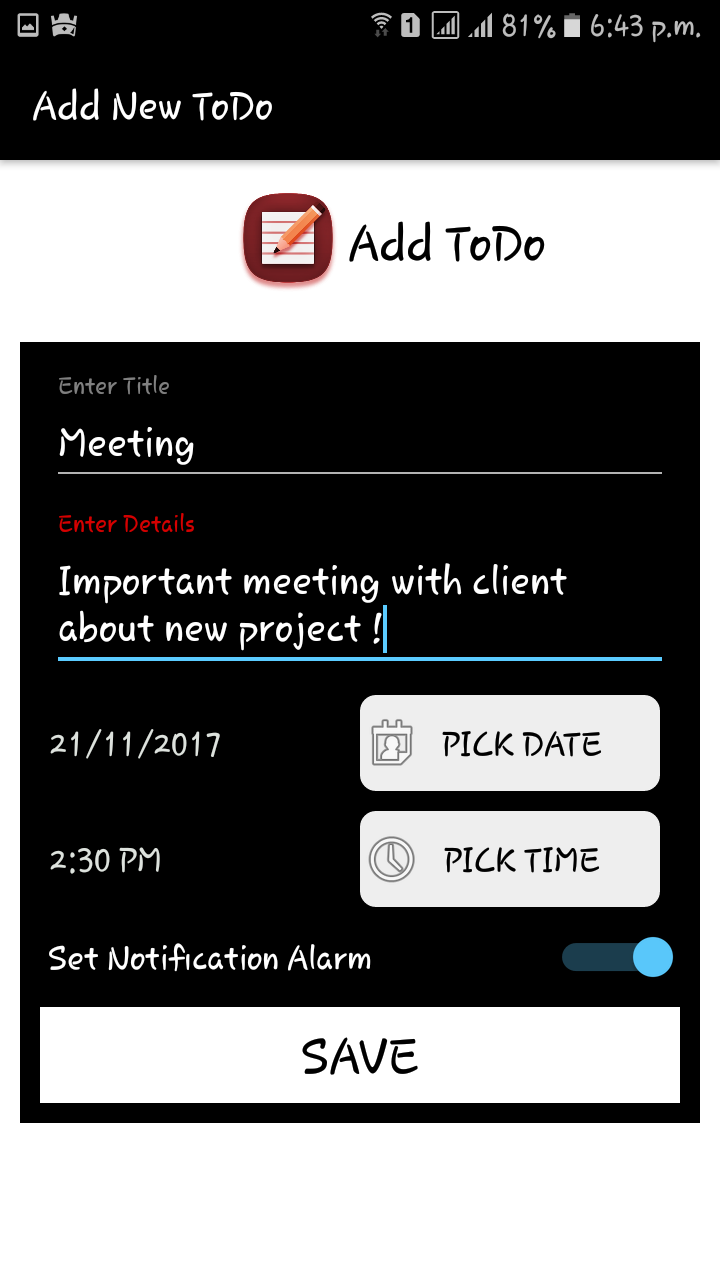 1 81% 6:43 p.m.
Add New ToDo
Add ToDo
Enter Title
Meeting
Enter Details
Important meeting with client
about new project !
21/11/2017
PICK DATE
2:30 PM
PICK TIME
Set Notification Alarm
SAVE